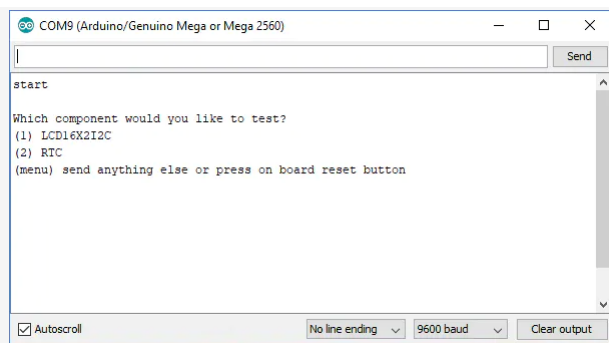 COM9 (Arduino/Genuino Mega or Mega 2560)
Send
start
Which component would you like to test?
(1) LCD16X2I2C
(2) RTC
(menu) send anything else or press on board reset button
Autoscroll
No line ending
9600 baud
Clear output